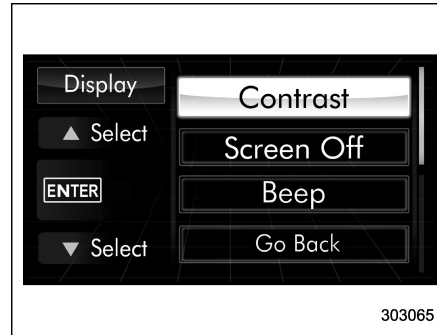 Display
▲ Select
ENTER
▼ Select
Contrast
Screen Off
Beep
Go Back
303065